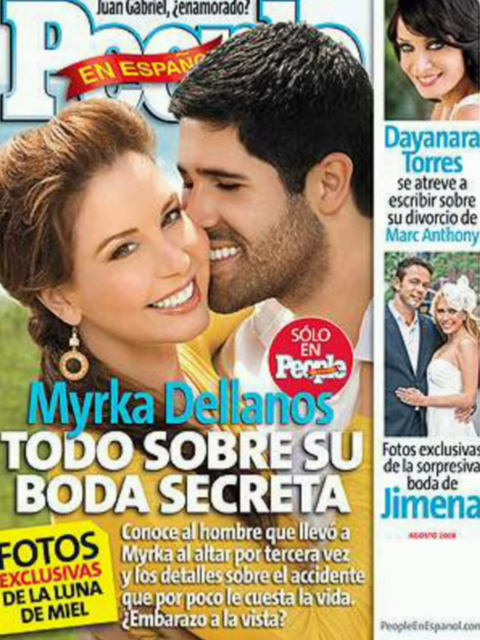 Juan Gabriel, ¿enamorado?
People
EN ESPAÑOL
Dayanara
Torres
se atreve a
escribir sobre
su divorcio de
Marc Anthony
SÓLO
EN
People
Myrka Dellanos
TODO SOBRE SU
BODA SECRETA
Conoce al hombre que llevó a
Myrka al altar por tercera vez
y los detalles sobre el accidente
que por poco le cuesta la vida.
¿Embarazo a la vista?
FOTOS
EXCLUSIVAS
DE LA LUNA
DE MIEL
Fotos exclusivas
de la sorpresiva
boda de
Jimena
AGOSTO 2008
PeopleEnEspanol.com